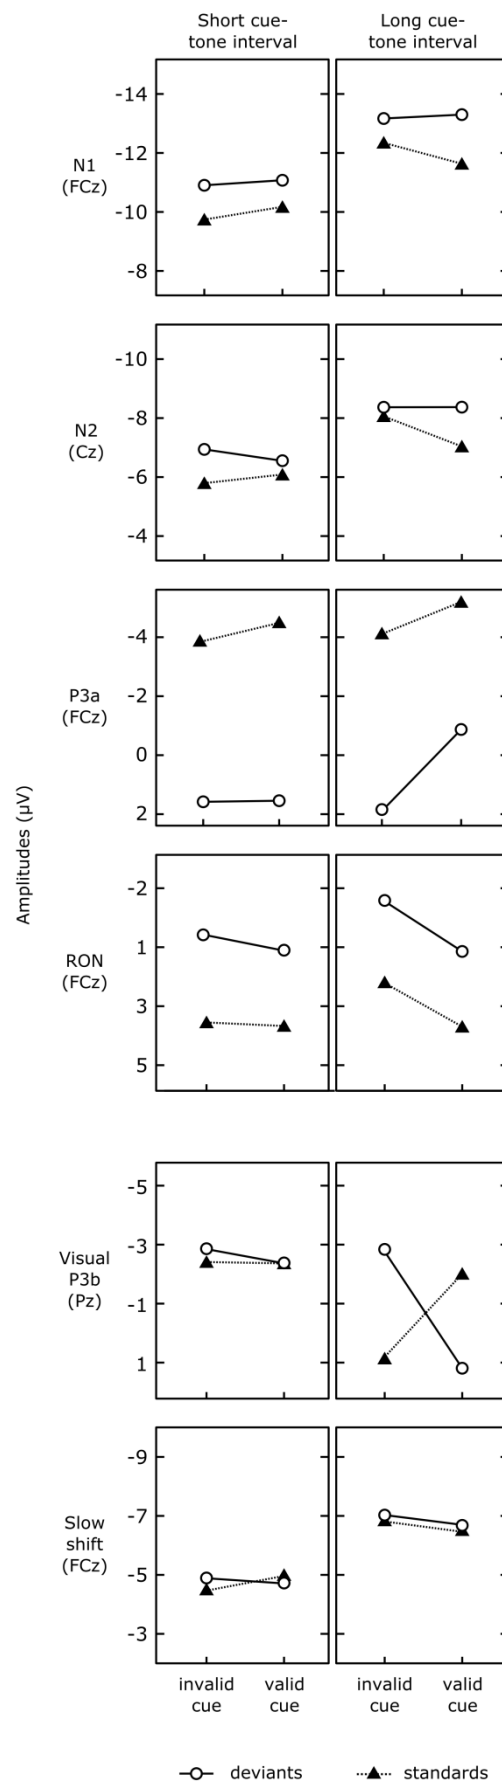 Short cue-
tone interval
Long cue-
tone interval
N1
(FCz)
-14
-12
-10
-8
N2
(Cz)
-10
-8
-6
-4
P3a
(FCz)
-4
-2
0
2
Amplitudes (µV)
RON
(FCz)
-2
1
3
5
Visual
P3b
(Pz)
-5
-3
-1
1
Slow
shift
(FCz)
-9
-7
-5
-3
invalid
cue
valid
cue
invalid
cue
valid
cue
deviants
standards